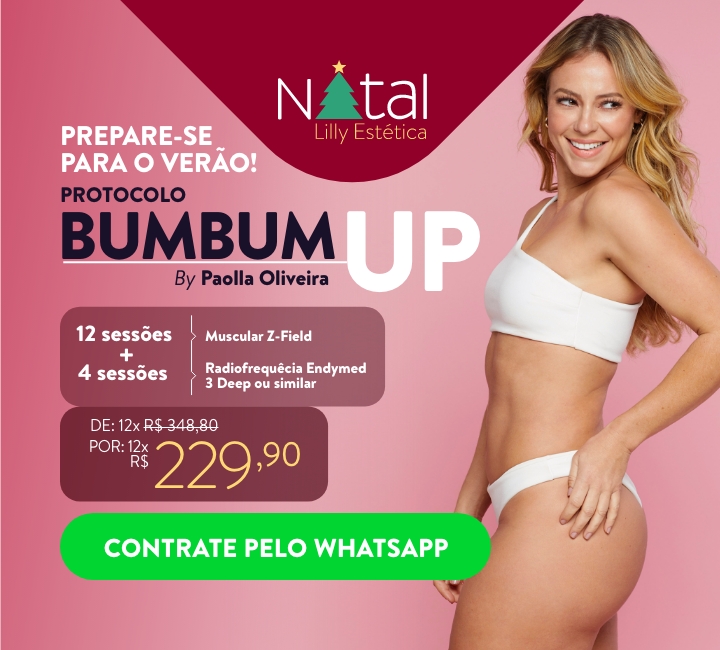 Natal
Lilly Estética
PREPARE-SE
PARA O VERÃO!
PROTOCOLO
BUMBUM UP
By Paolla Oliveira
12 sessões
+
4 sessões
Muscular Z-Field
Radiofrequêcia Endymed
3 Deep ou similar
DE: 12x R$ 348,80
POR: 12x
R$ 229,90
CONTRATE PELO WHATSAPP